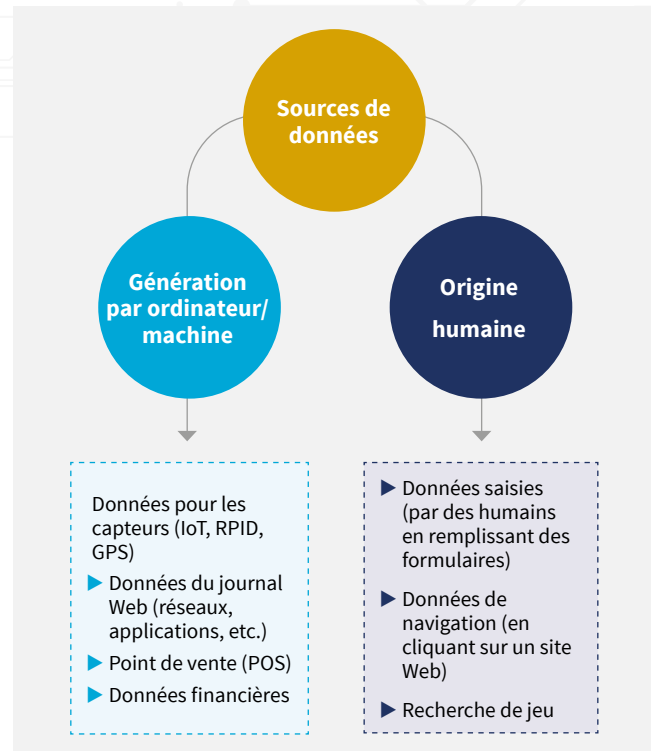 Sources de
données
Génération
par ordinateur/
machine
Origine
humaine
Données pour les
capteurs (IoT, RPID,
GPS)
▶ Données du journal
Web (réseaux,
applications, etc.)
▶ Point de vente (POS)
▶ Données financières
▶ Données saisies
(par des humains
en remplissant des
formulaires)
▶ Données de
navigation (en
cliquant sur un site
Web)
▶ Recherche de jeu